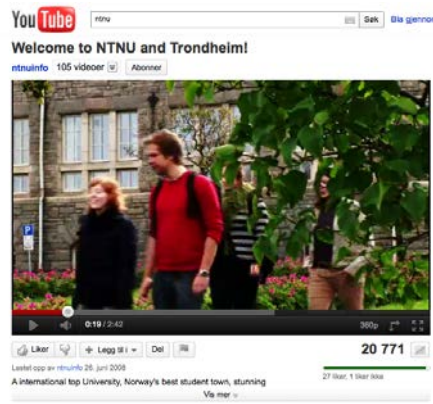 You Tube ntnu Søk Bla gjennom
Welcome to NTNU and Trondheim!
ntnuinfo 105 videoer Abonner
P
0:19 / 2:42 360p
Liker + Legg til Del 20 771
Lastet opp av ntnuinfo 26. juni 2008
27 liker, 1 liker ikke
A international top University, Norway's best student town, stunning
Vis mer